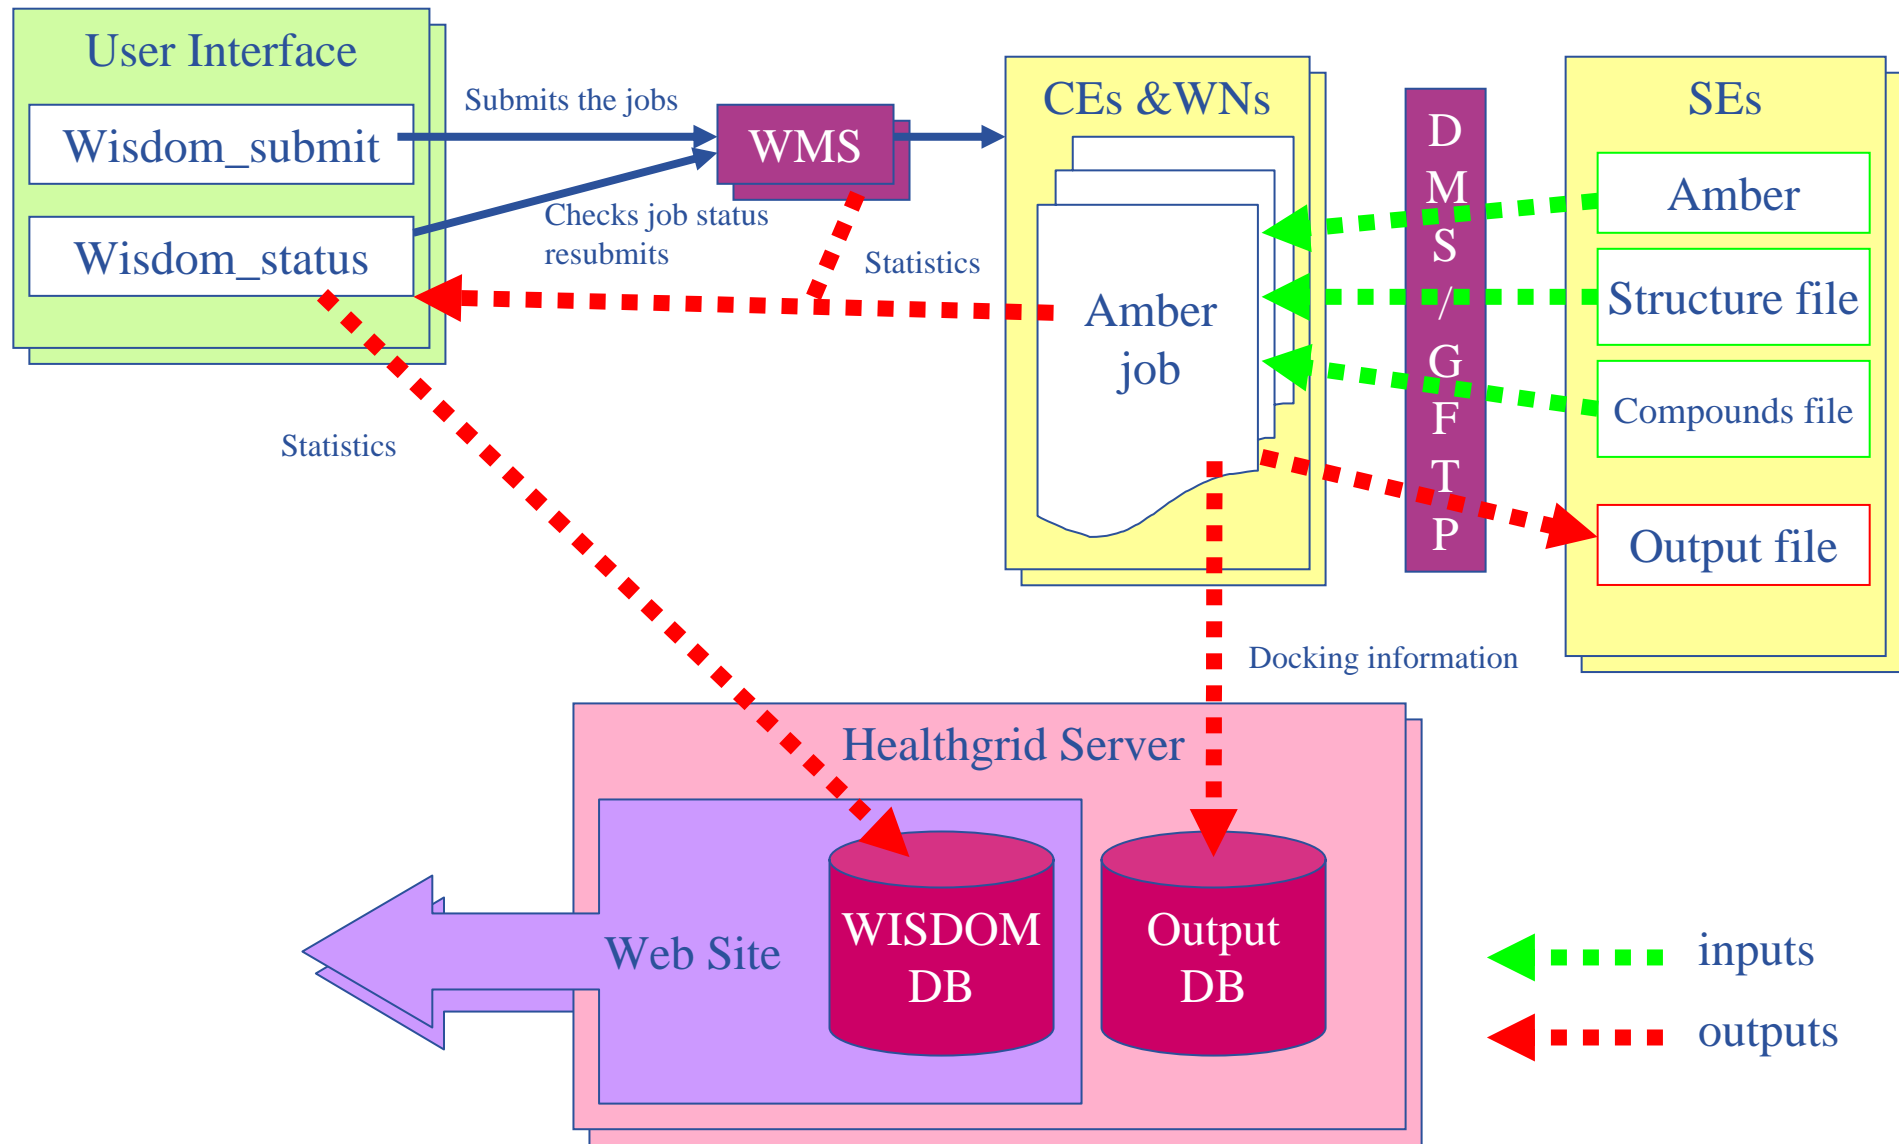 User Interface
Wisdom_submit
Wisdom_status
Submits the jobs
Checks job status
resubmits
WMS
Statistics
Statistics
CEs &WNs
Amber
job
D
M
S
/
G
F
T
P
SEs
Amber
Structure file
Compounds file
Output file
Docking information
Healthgrid Server
Web Site
WISDOM
DB
Output
DB
inputs
outputs